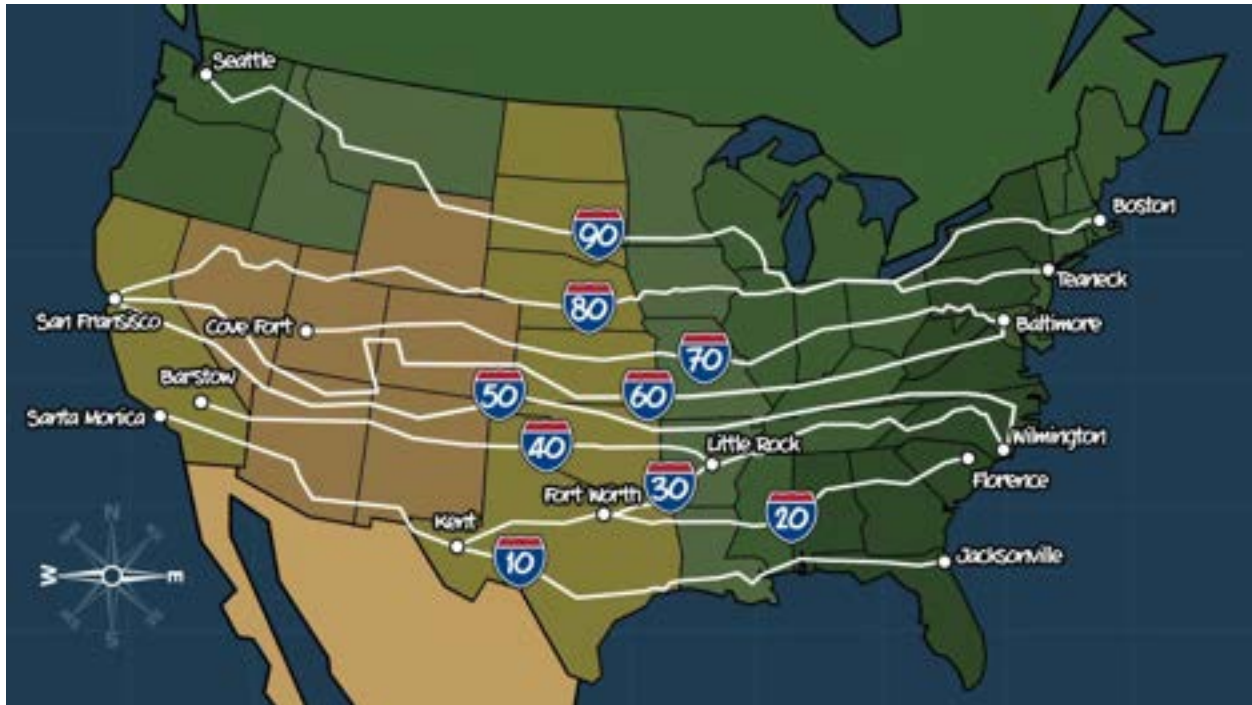 Seattle
Boston
90
Teaneck
80
San Fransisco
Cove Fort
Baltimore
70
Barstow
50
60
Santa Monica
Wilmington
40
Little Rock
Florence
30
Fort Worth
20
Kent
Jacksonville
10
N
W
E
S